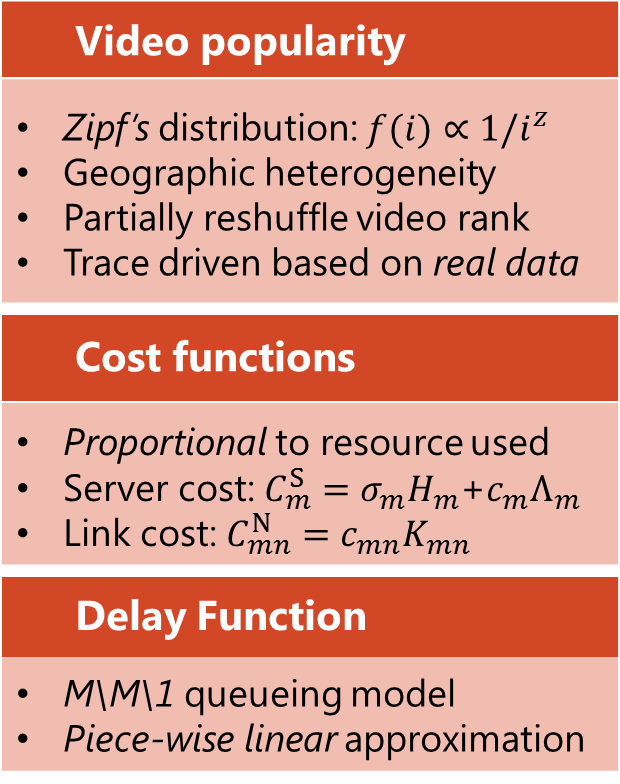 Video popularity
• Zipf's distribution: f(i) ∝ 1/i^z
• Geographic heterogeneity
• Partially reshuffle video rank
• Trace driven based on real data
Cost functions
• Proportional to resource used
• Server cost: C_m^S = σ_m H_m + c_m Λ_m
• Link cost: C_mn^N = c_mn K_mn
Delay Function
• M\M\1 queueing model
• Piece-wise linear approximation